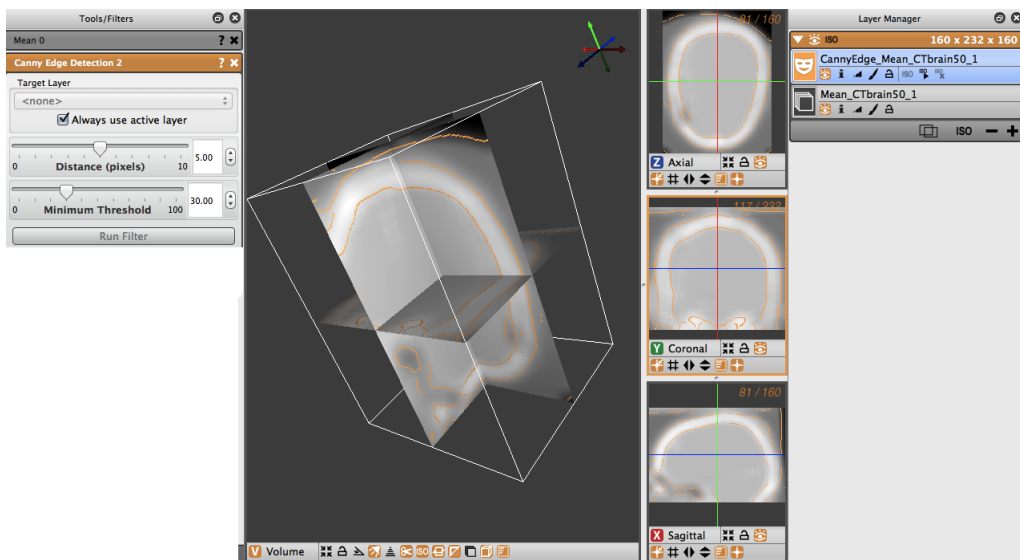 Tools/Filters
Mean 0
Canny Edge Detection 2
Target Layer
<none>
Always use active layer
0 Distance (pixels) 10 5.00
0 Minimum Threshold 100 30.00
Run Filter
V Volume ISO
81 / 160
Z Axial
117 / 232
Y Coronal
81 / 160
X Sagittal
Layer Manager
ISO 160 x 232 x 160
CannyEdge_Mean_CTbrain50_1
ISO
Mean_CTbrain50_1
ISO